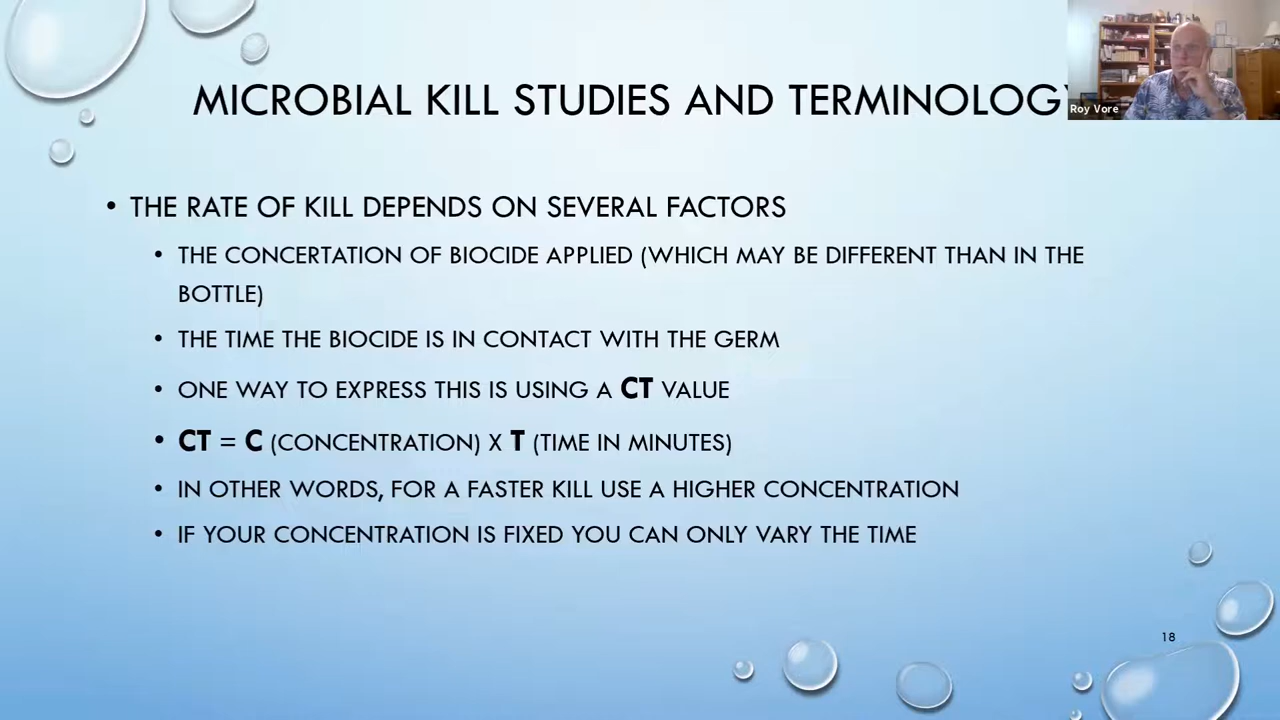 MICROBIAL KILL STUDIES AND TERMINOLOGY
Roy Vore
• THE RATE OF KILL DEPENDS ON SEVERAL FACTORS
• THE CONCERTATION OF BIOCIDE APPLIED (WHICH MAY BE DIFFERENT THAN IN THE
BOTTLE)
• THE TIME THE BIOCIDE IS IN CONTACT WITH THE GERM
• ONE WAY TO EXPRESS THIS IS USING A CT VALUE
• CT = C (CONCENTRATION) X T (TIME IN MINUTES)
• IN OTHER WORDS, FOR A FASTER KILL USE A HIGHER CONCENTRATION
• IF YOUR CONCENTRATION IS FIXED YOU CAN ONLY VARY THE TIME
18